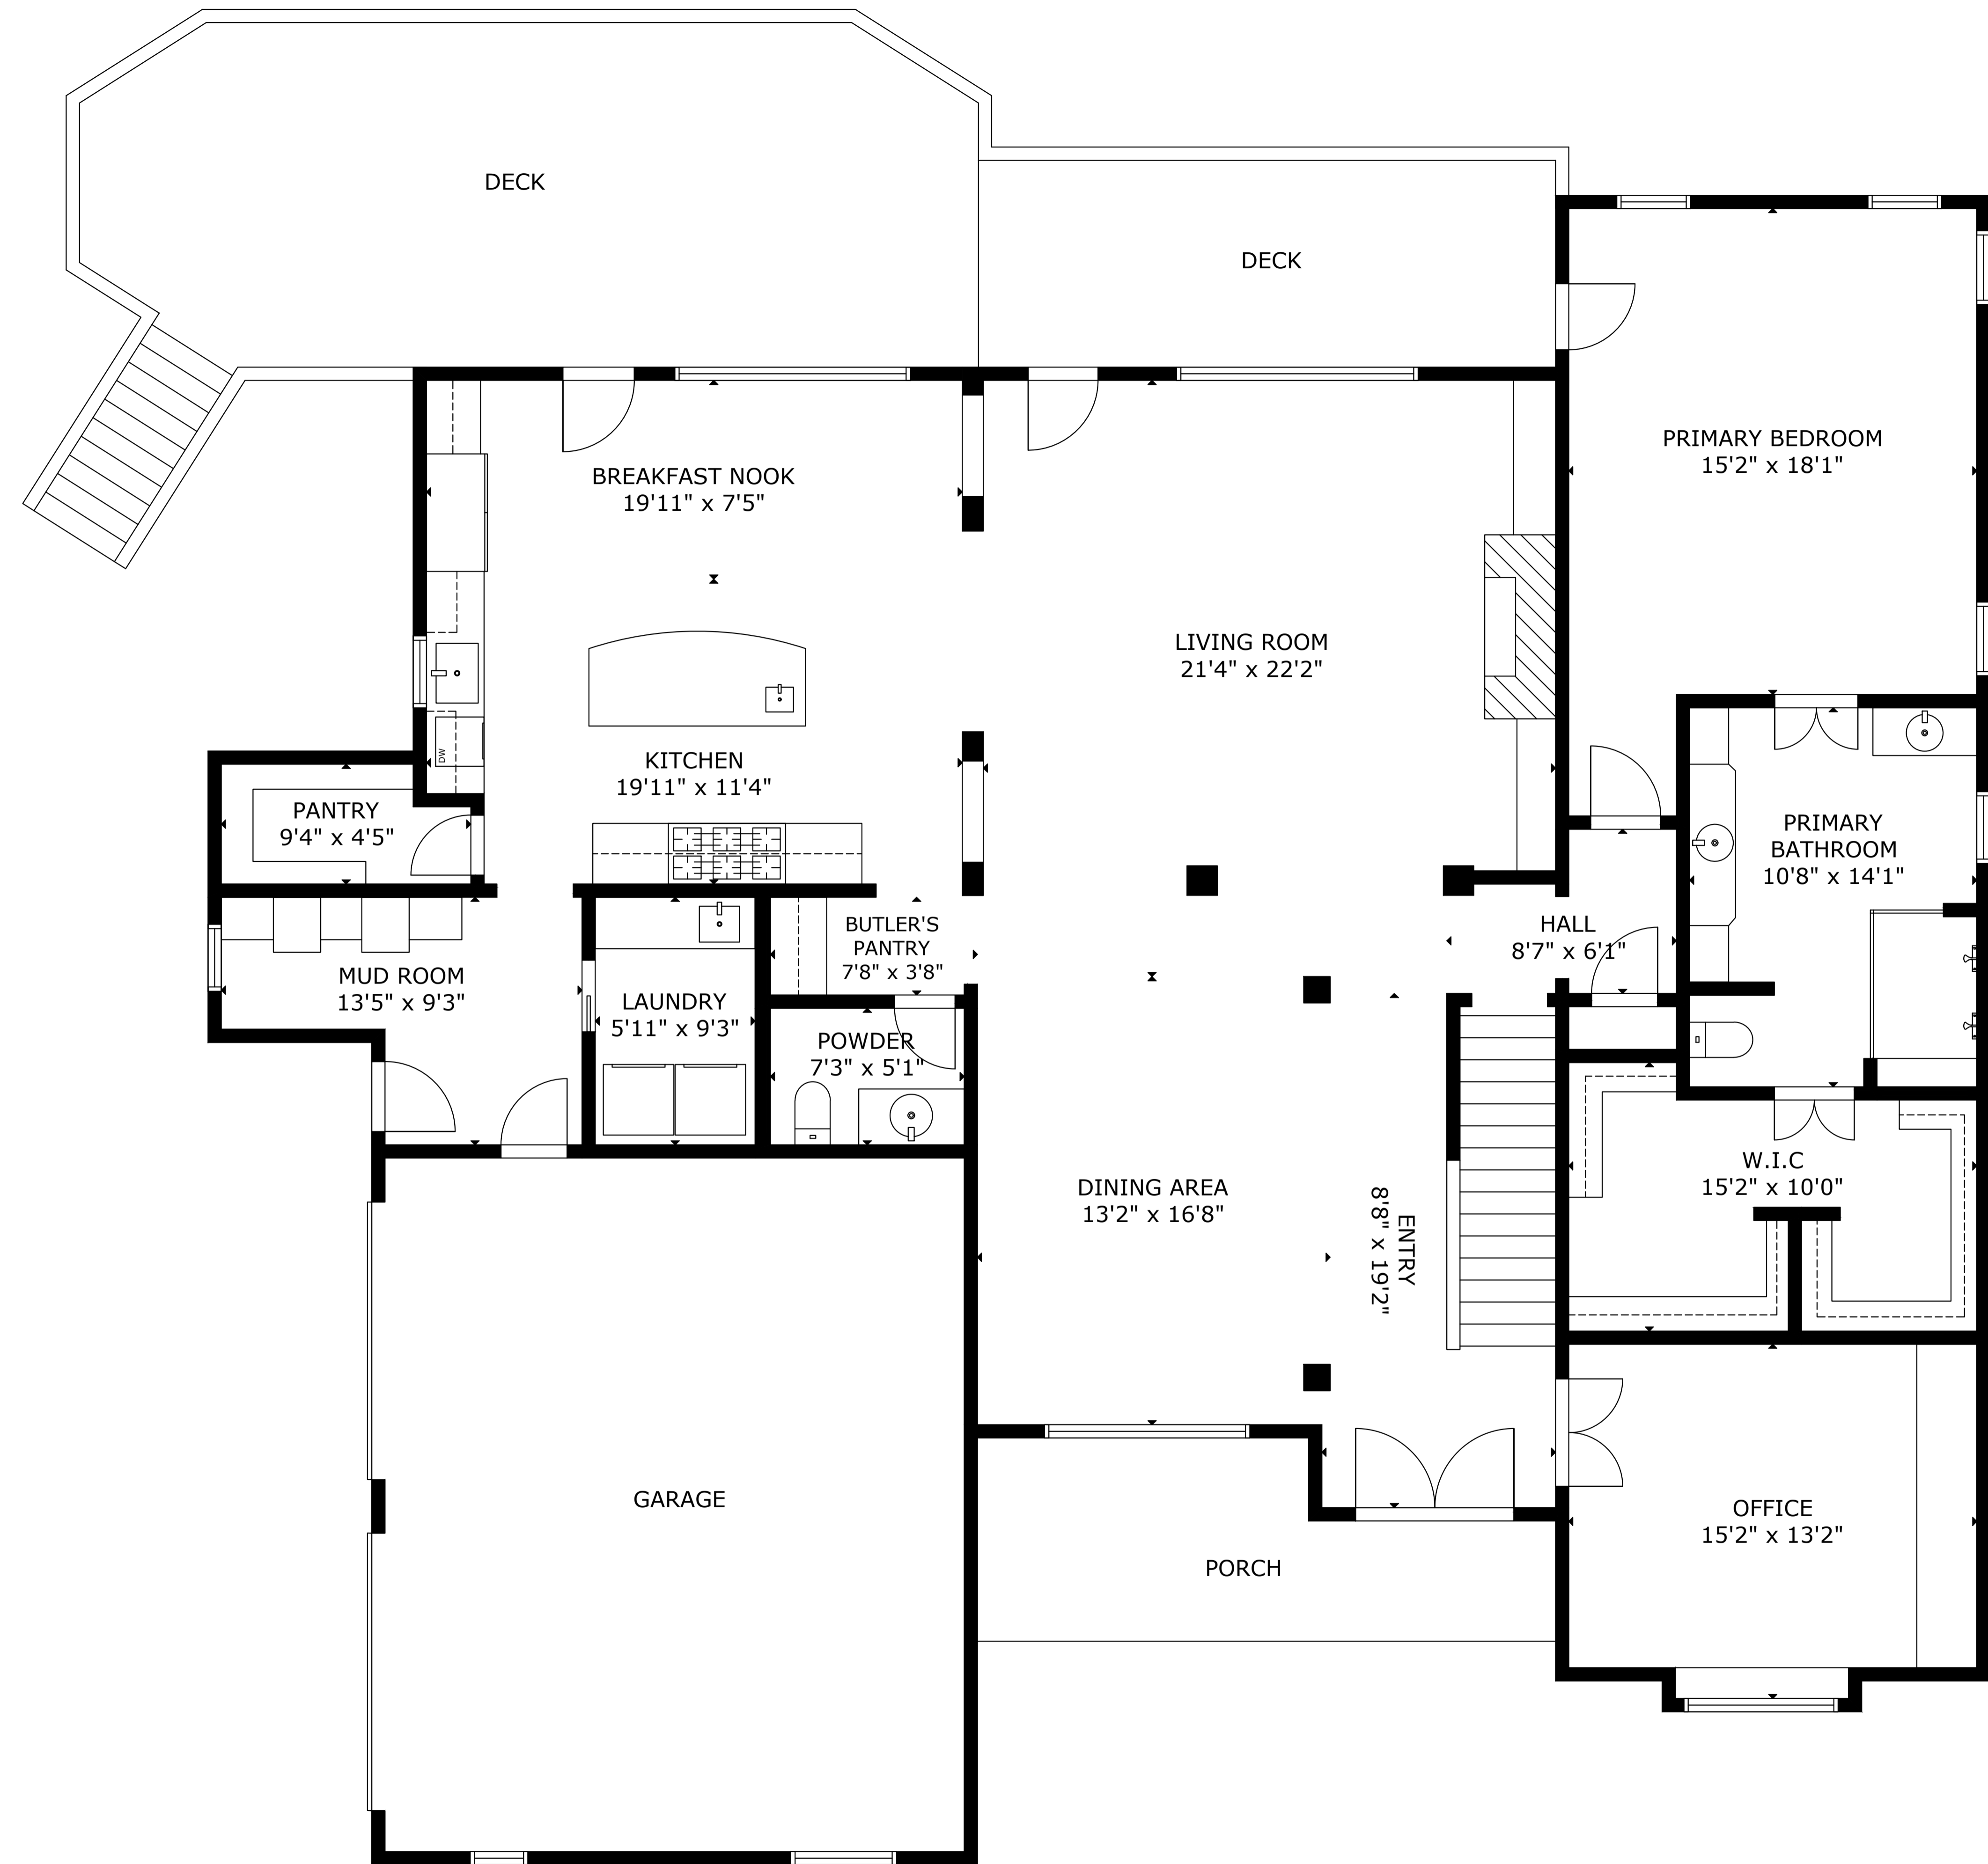 DECK
DECK
PRIMARY BEDROOM
15'2" x 18'1"
BREAKFAST NOOK
19'11" x 7'5"
LIVING ROOM
21'4" x 22'2"
DW
KITCHEN
19'11" x 11'4"
PANTRY
9'4" x 4'5"
PRIMARY
BATHROOM
10'8" x 14'1"
HALL
8'7" x 6'1"
BUTLER'S
PANTRY
7'8" x 3'8"
MUD ROOM
13'5" x 9'3"
LAUNDRY
5'11" x 9'3"
POWDER
7'3" x 5'1"
W.I.C
15'2" x 10'0"
DINING AREA
13'2" x 16'8"
ENTRY
8'8" x 19'2"
GARAGE
OFFICE
15'2" x 13'2"
PORCH